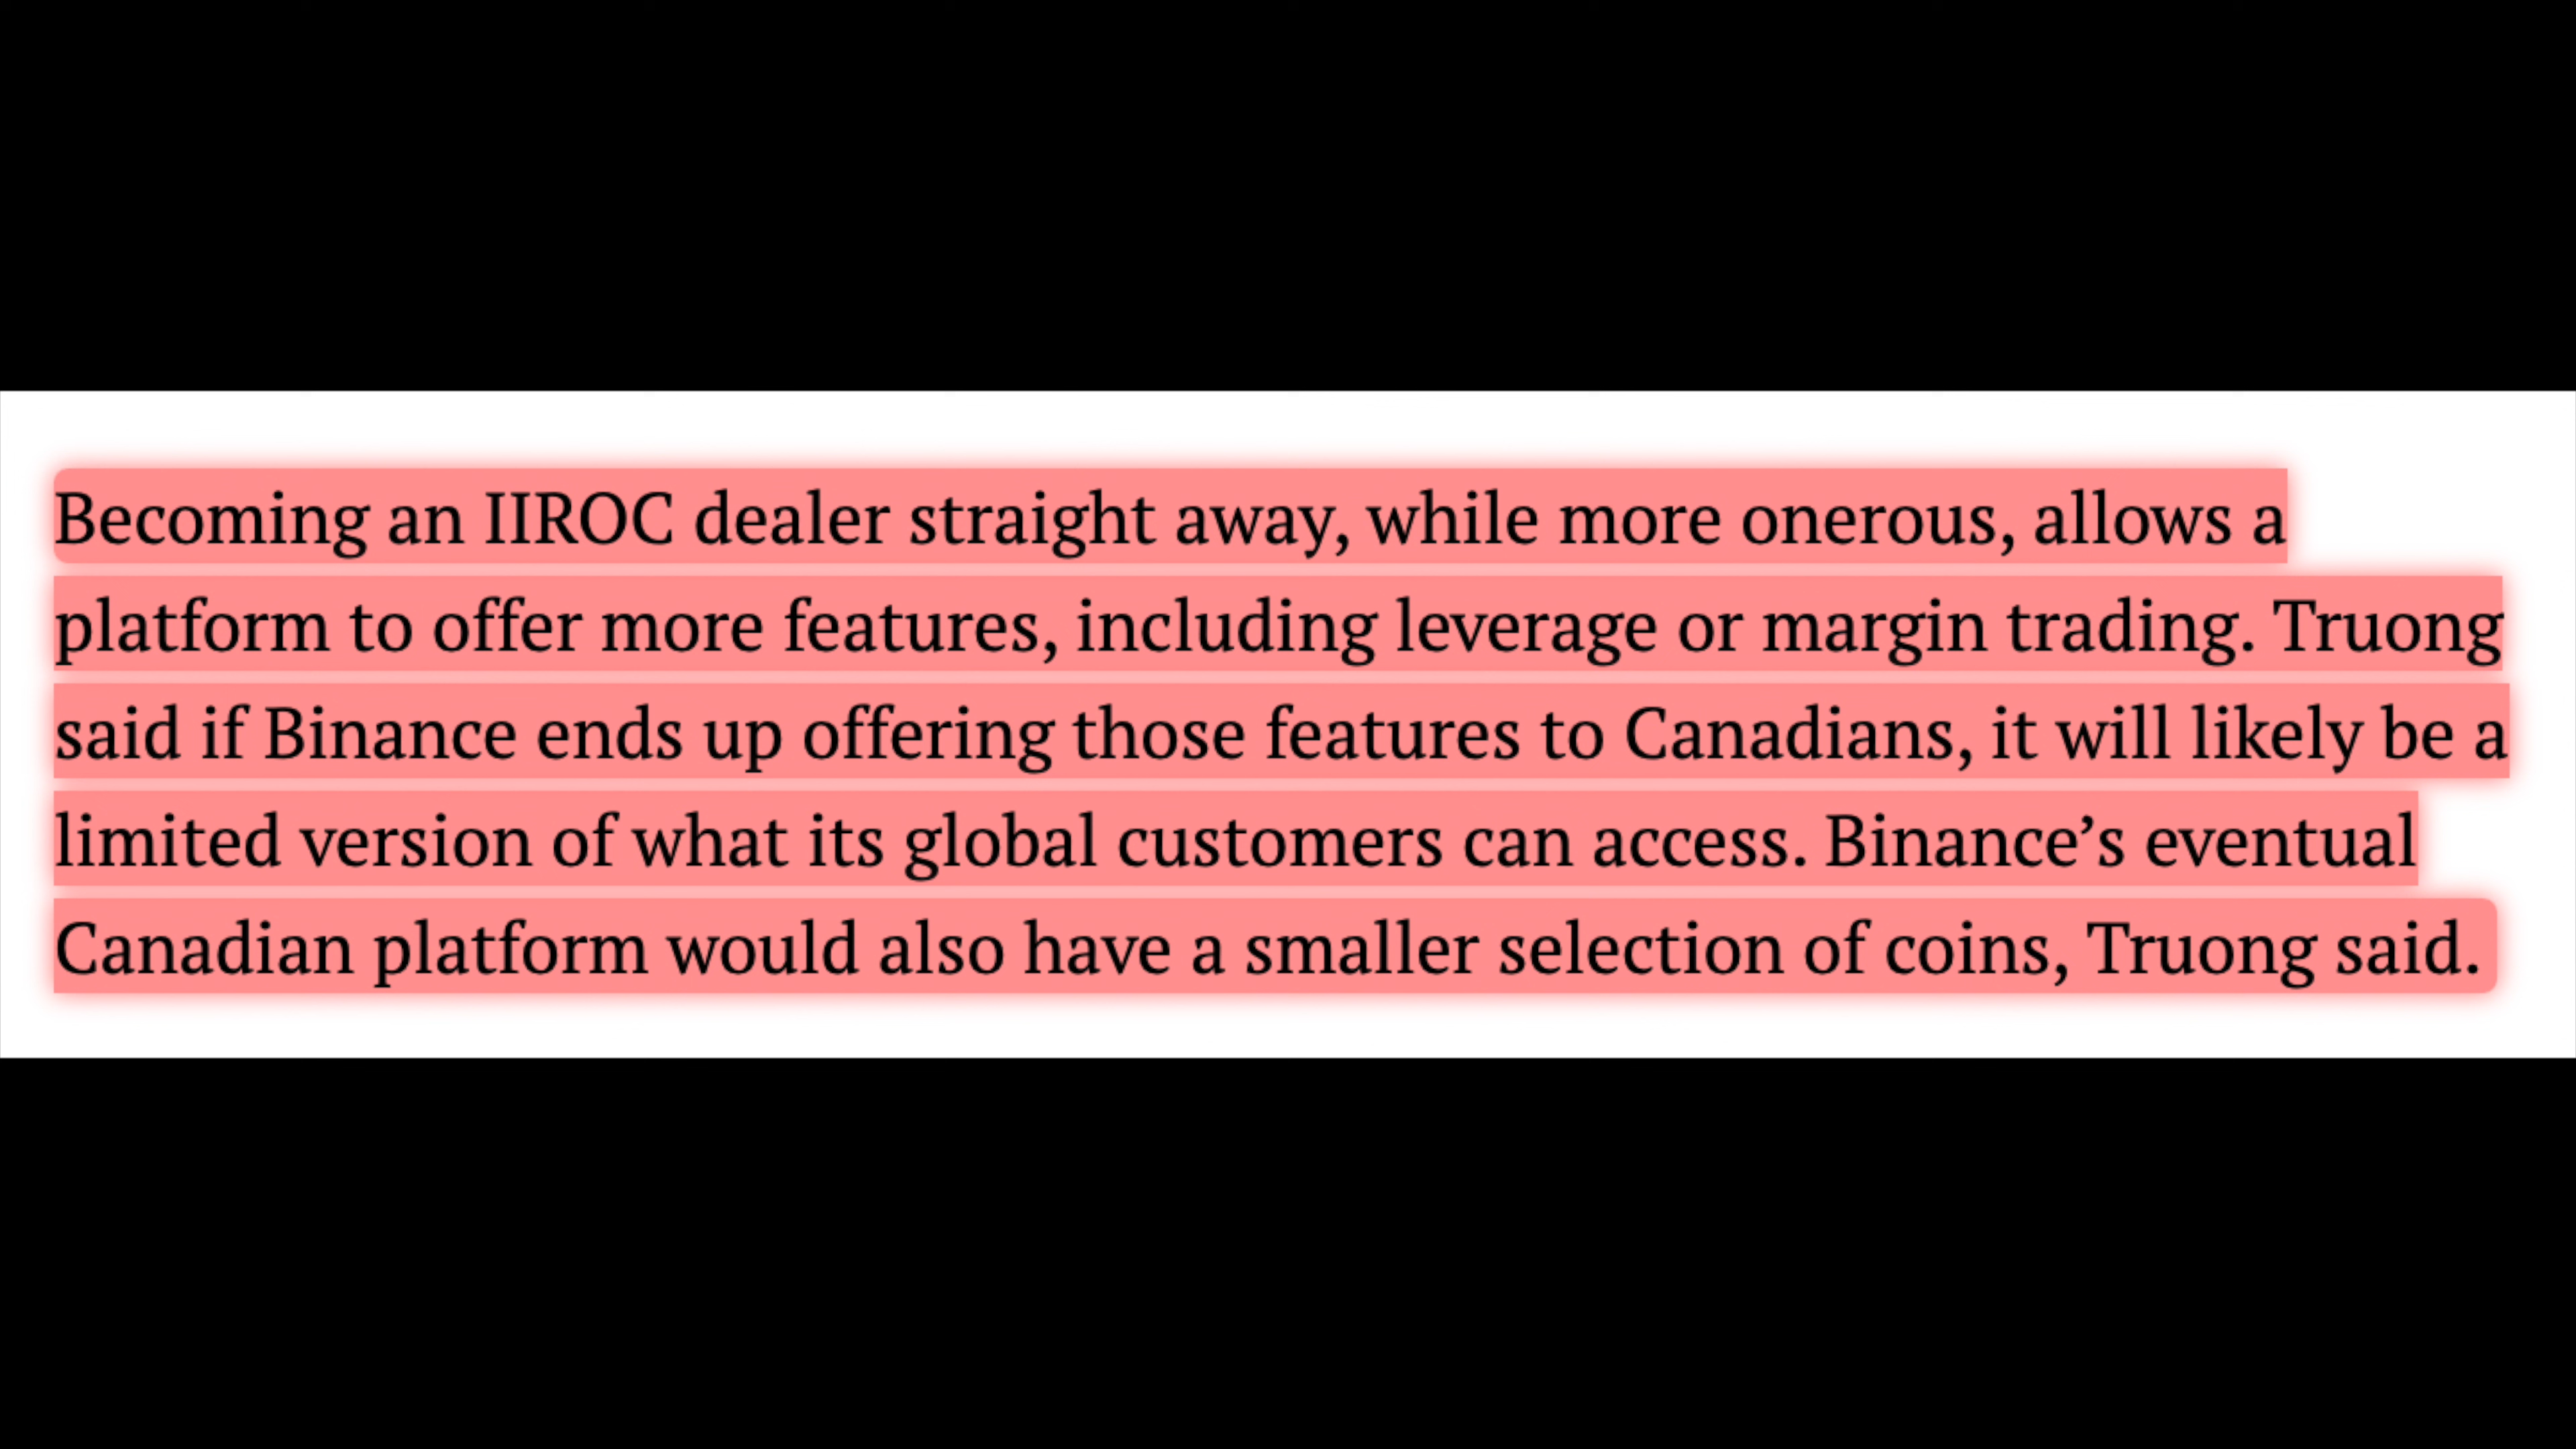 Becoming an IIROC dealer straight away, while more onerous, allows a
platform to offer more features, including leverage or margin trading. Truong
said if Binance ends up offering those features to Canadians, it will likely be a
limited version of what its global customers can access. Binance’s eventual
Canadian platform would also have a smaller selection of coins, Truong said.